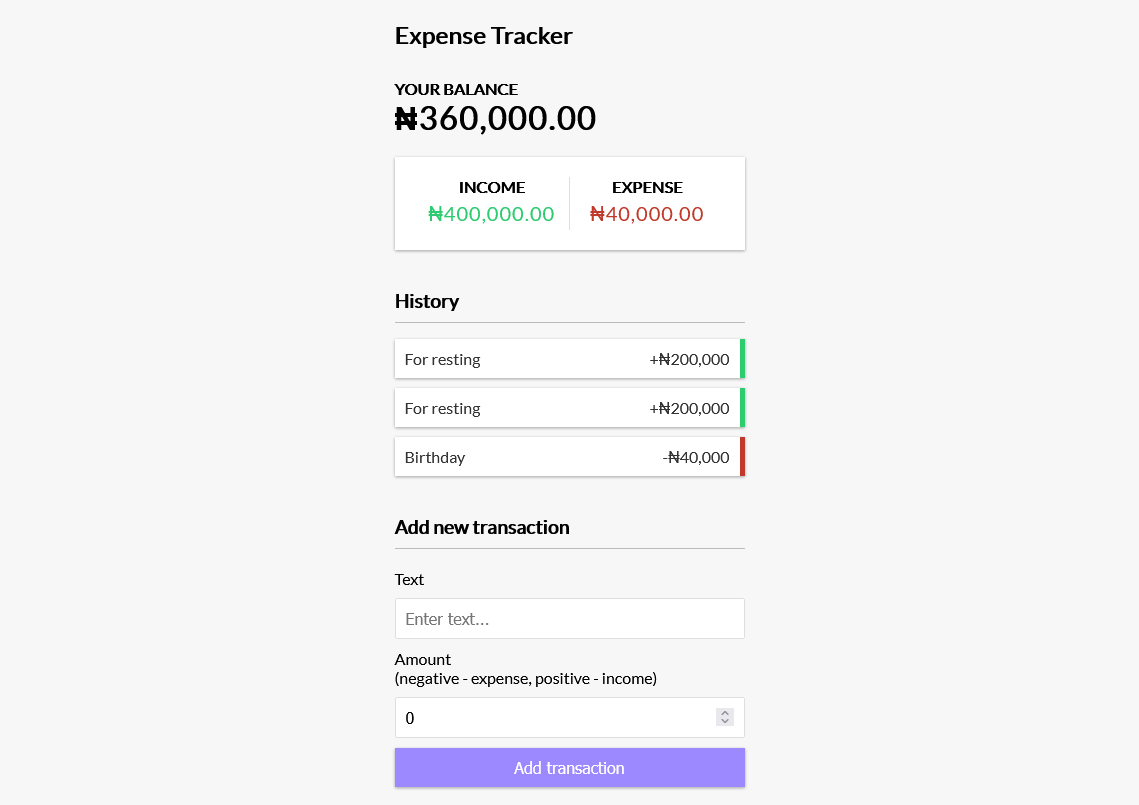 Expense Tracker
YOUR BALANCE
₦360,000.00
INCOME EXPENSE
₦400,000.00 ₦40,000.00
History
For resting +₦200,000
For resting +₦200,000
Birthday -₦40,000
Add new transaction
Text
Enter text...
Amount
(negative - expense, positive - income)
0
Add transaction